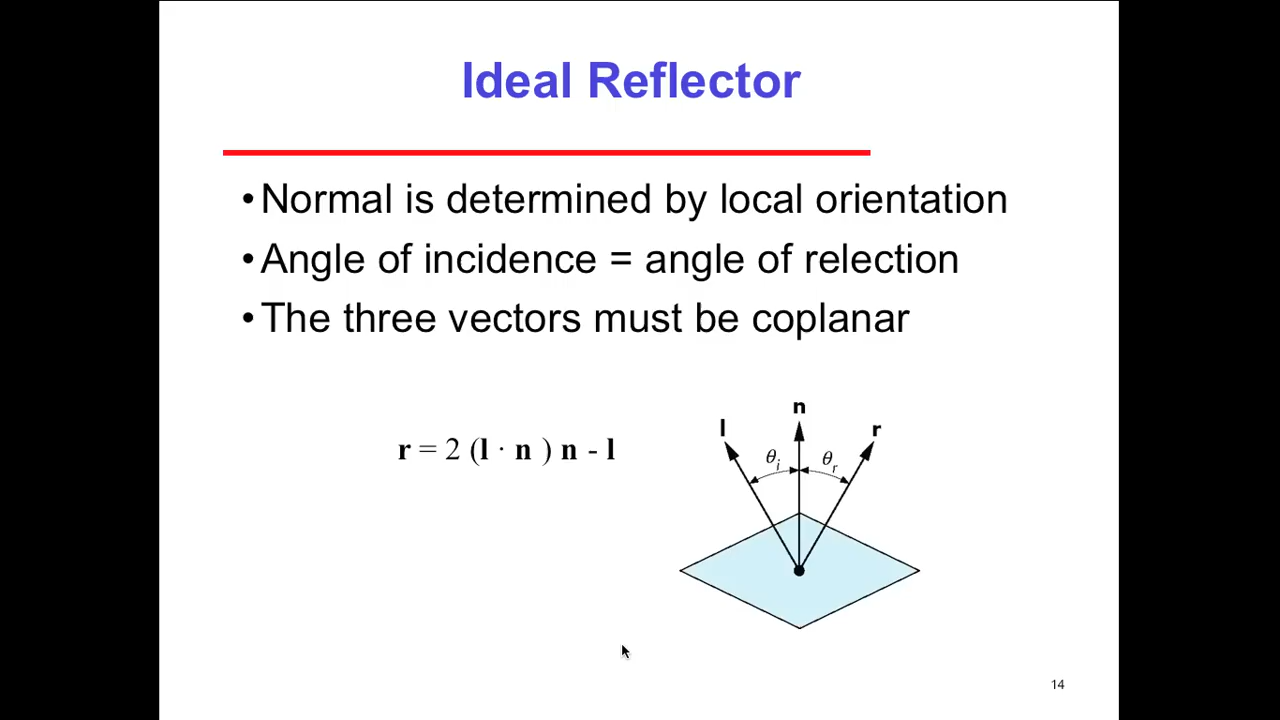 Ideal Reflector
•Normal is determined by local orientation
•Angle of incidence = angle of relection
•The three vectors must be coplanar
r = 2 (l · n ) n - l
n
l
r
θi
θr
14